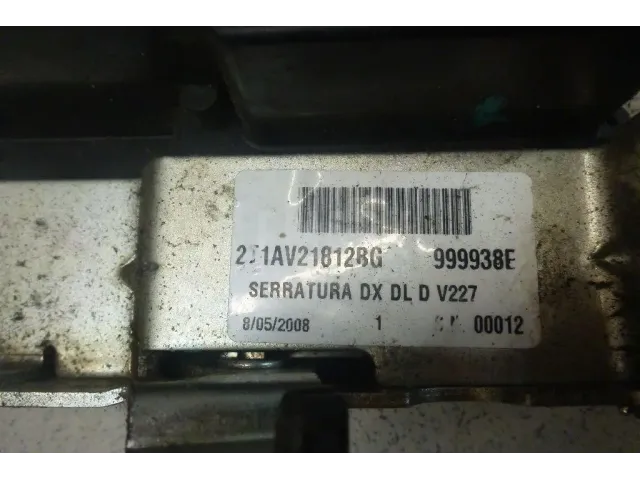 999938E
SERRATURA DX DL D V227
8/05/2008 1 00012